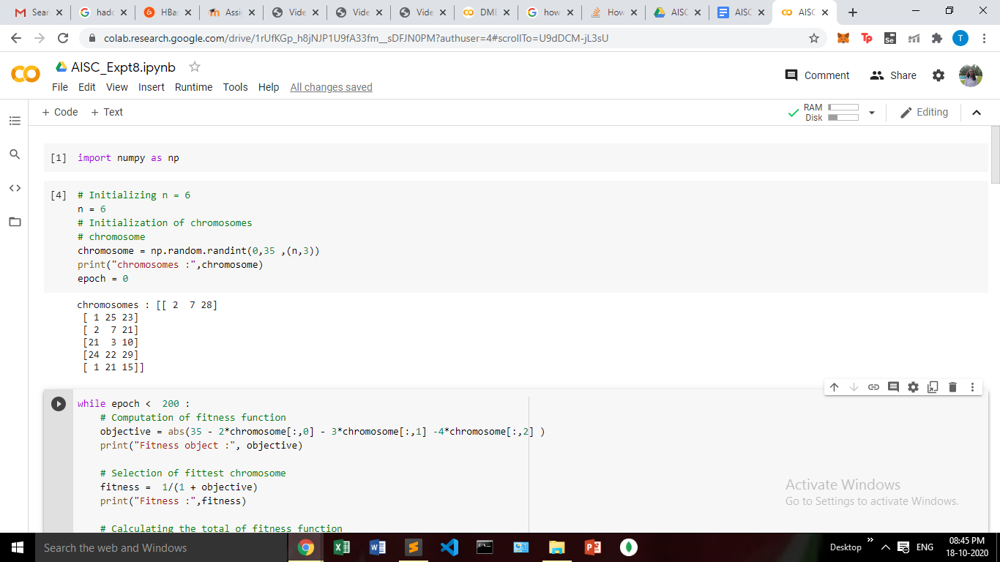 Sear
hado
HBa
Assi
Vide
Vide
Vide
DME
how
How
AISC
AISC
AISC
colab.research.google.com/drive/1rUfKGp_h8jNJP1U9fA33fm__sDFJN0PM?authuser=4#scrollTo=U9dDCM-jL3sU
AISC_Expt8.ipynb
Comment
Share
File Edit View Insert Runtime Tools Help All changes saved
+ Code + Text
RAM
Disk
Editing
[1] import numpy as np
[4] # Initializing n = 6
n = 6
# Initialization of chromosomes
# chromosome
chromosome = np.random.randint(0,35 ,(n,3))
print("chromosomes :",chromosome)
epoch = 0
chromosomes : [[ 2  7 28]
[ 1 25 23]
[ 2  7 21]
[21  3 10]
[24 22 29]
[ 1 21 15]]
while epoch <  200 :
# Computation of fitness function
objective = abs(35 - 2*chromosome[:,0] - 3*chromosome[:,1] -4*chromosome[:,2] )
print("Fitness object :", objective)
# Selection of fittest chromosome
fitness =  1/(1 + objective)
print("Fitness :",fitness)
# Calculating the total of fitness function
Activate Windows
Go to Settings to activate Windows.
Search the web and Windows
Desktop
ENG
08:45 PM
18-10-2020